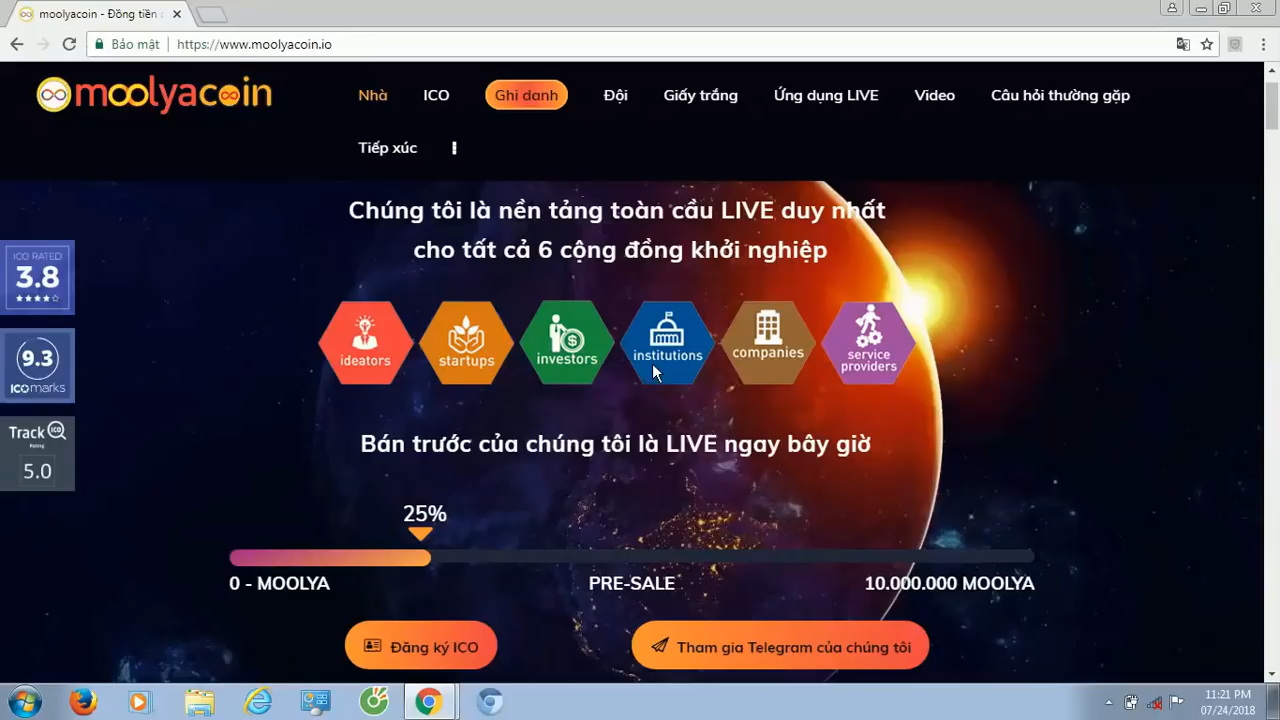 moolyacoin - Đồng tiền
Bảo mật
https://www.moolyacoin.io
moolyacoin
Nhà
ICO
Ghi danh
Đội
Giấy trắng
Ứng dụng LIVE
Video
Câu hỏi thường gặp
Tiếp xúc
Chúng tôi là nền tảng toàn cầu LIVE duy nhất
cho tất cả 6 cộng đồng khởi nghiệp
ICO RATED
3.8
9.3
ICOmarks
Track ICO
Rating
5.0
ideators
startups
investors
institutions
companies
service
providers
Bán trước của chúng tôi là LIVE ngay bây giờ
25%
0 - MOOLYA
PRE-SALE
10.000.000 MOOLYA
Đăng ký ICO
Tham gia Telegram của chúng tôi
11:21 PM
07/24/2018